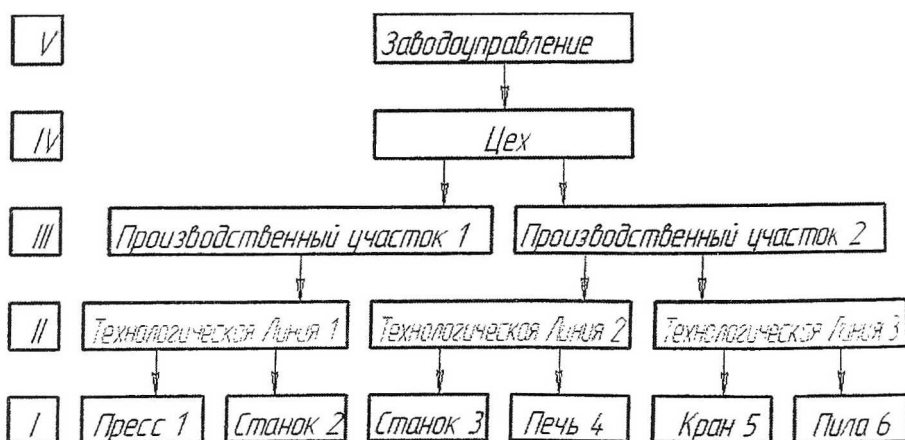 V
Заводоуправление
IV
Цех
III
Производственный участок 1
Производственный участок 2
II
Технологическая Линия 1
Технологическая Линия 2
Технологическая Линия 3
I
Пресс 1
Станок 2
Станок 3
Печь 4
Кран 5
Пила 6